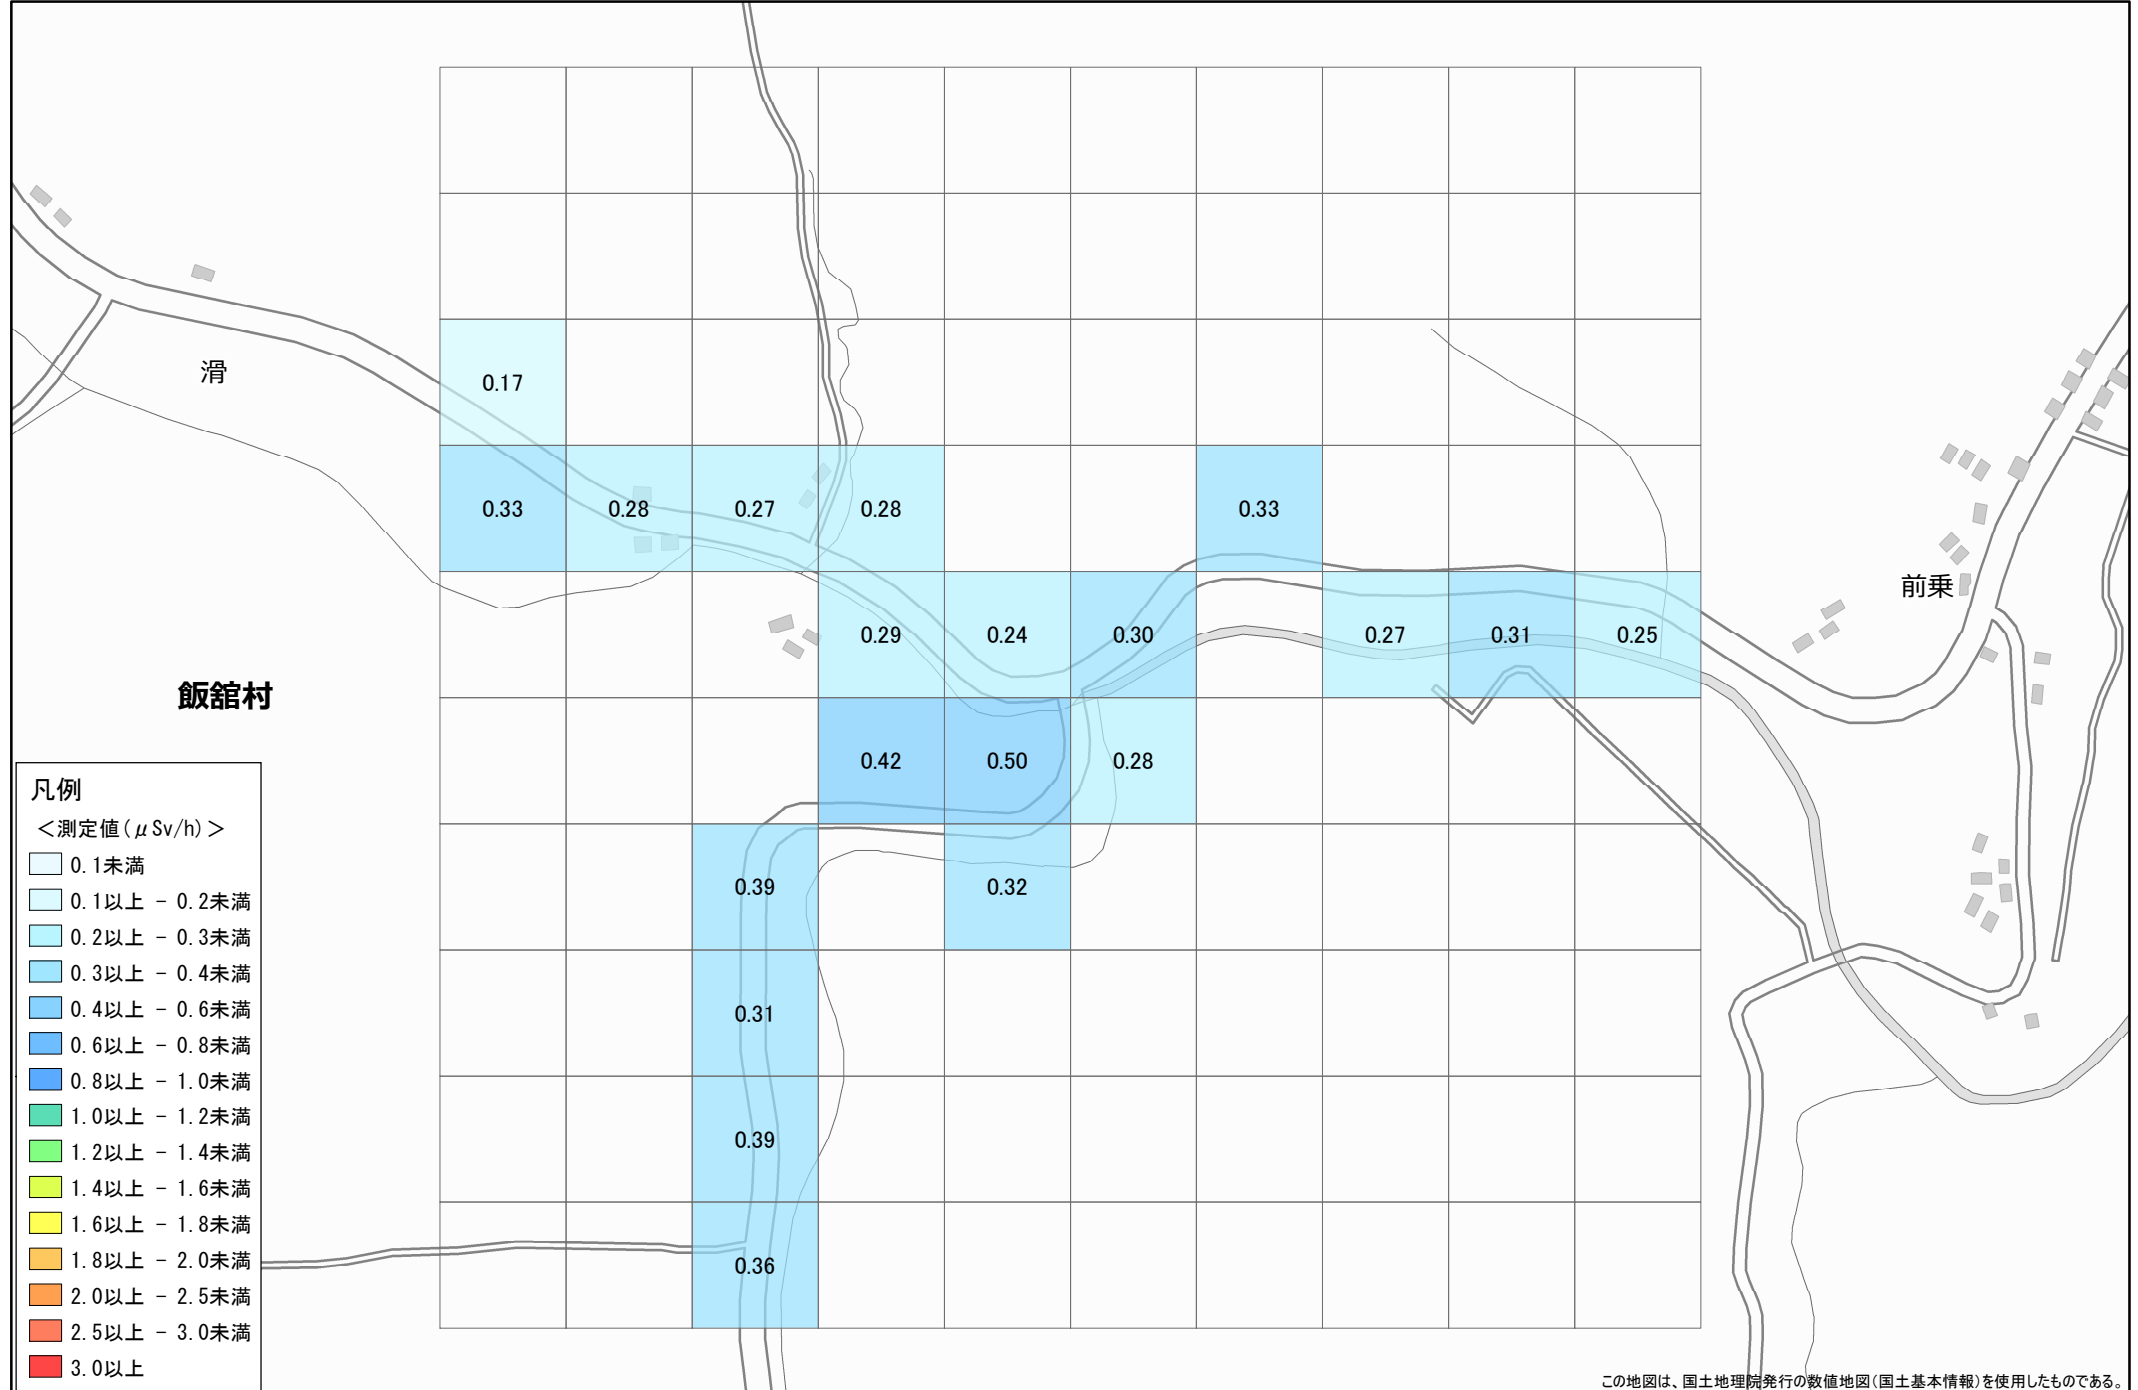 滑
0.17
0.33 0.28 0.27 0.28 0.33
前乗
0.29 0.24 0.30 0.27 0.31 0.25
飯舘村
0.42 0.50 0.28
0.39 0.32
0.31
0.39
0.36
凡例
＜測定値(μSv/h)＞
0.1未満
0.1以上 － 0.2未満
0.2以上 － 0.3未満
0.3以上 － 0.4未満
0.4以上 － 0.6未満
0.6以上 － 0.8未満
0.8以上 － 1.0未満
1.0以上 － 1.2未満
1.2以上 － 1.4未満
1.4以上 － 1.6未満
1.6以上 － 1.8未満
1.8以上 － 2.0未満
2.0以上 － 2.5未満
2.5以上 － 3.0未満
3.0以上
この地図は、国土地理院発行の数値地図(国土基本情報)を使用したものである。